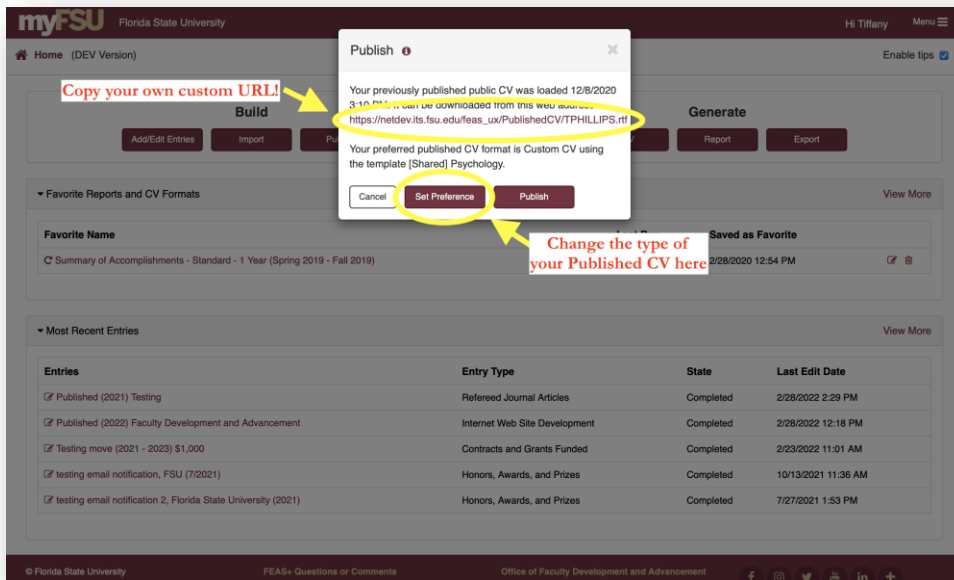 myFSU Florida State University Hi Tiffany Menu
Home (DEV Version) Enable tips
Publish
Your previously published public CV was loaded 12/8/2020
3:10 PM. It can be downloaded from this web address
https://netdev.its.fsu.edu/feas_ux/PublishedCV/TPHILLIPS.rtf
Your preferred published CV format is Custom CV using
the template [Shared] Psychology.
Cancel Set Preference Publish
Copy your own custom URL!
Change the type of
your Published CV here
Build Generate
Add/Edit Entries Import Report Export
Favorite Reports and CV Formats View More
Favorite Name Saved as Favorite
Summary of Accomplishments - Standard - 1 Year (Spring 2019 - Fall 2019) 2/28/2020 12:54 PM
Most Recent Entries View More
Entries Entry Type State Last Edit Date
Published (2021) Testing Refereed Journal Articles Completed 2/28/2022 2:29 PM
Published (2022) Faculty Development and Advancement Internet Web Site Development Completed 2/28/2022 12:18 PM
Testing move (2021 - 2023) $1,000 Contracts and Grants Funded Completed 2/23/2022 11:01 AM
testing email notification, FSU (7/2021) Honors, Awards, and Prizes Completed 10/13/2021 11:36 AM
testing email notification 2, Florida State University (2021) Honors, Awards, and Prizes Completed 7/27/2021 1:53 PM
© Florida State University FEAS+ Questions or Comments Office of Faculty Development and Advancement